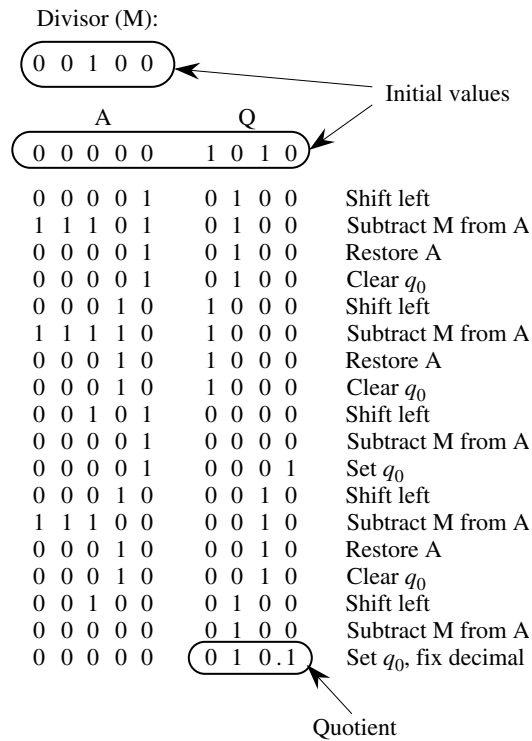 Divisor (M):
0 0 1 0 0
Initial values
A Q
0 0 0 0 0 1 0 1 0
0 0 0 0 1 0 1 0 0 Shift left
1 1 1 0 1 0 1 0 0 Subtract M from A
0 0 0 0 1 0 1 0 0 Restore A
0 0 0 0 1 0 1 0 0 Clear q0
0 0 0 1 0 1 0 0 0 Shift left
1 1 1 1 0 1 0 0 0 Subtract M from A
0 0 0 1 0 1 0 0 0 Restore A
0 0 0 1 0 1 0 0 0 Clear q0
0 0 1 0 1 0 0 0 0 Shift left
0 0 0 0 1 0 0 0 0 Subtract M from A
0 0 0 0 1 0 0 0 1 Set q0
0 0 0 1 0 0 0 1 0 Shift left
1 1 1 0 0 0 0 1 0 Subtract M from A
0 0 0 1 0 0 0 1 0 Restore A
0 0 0 1 0 0 0 1 0 Clear q0
0 0 1 0 0 0 1 0 0 Shift left
0 0 0 0 0 0 1 0 0 Subtract M from A
0 0 0 0 0 0 1 0 . 1 Set q0, fix decimal
Quotient